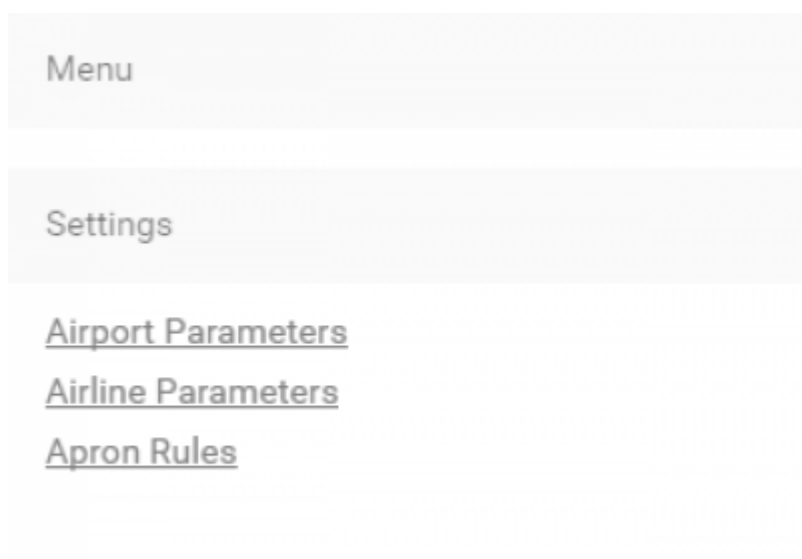 Menu
Settings
Airport Parameters
Airline Parameters
Apron Rules